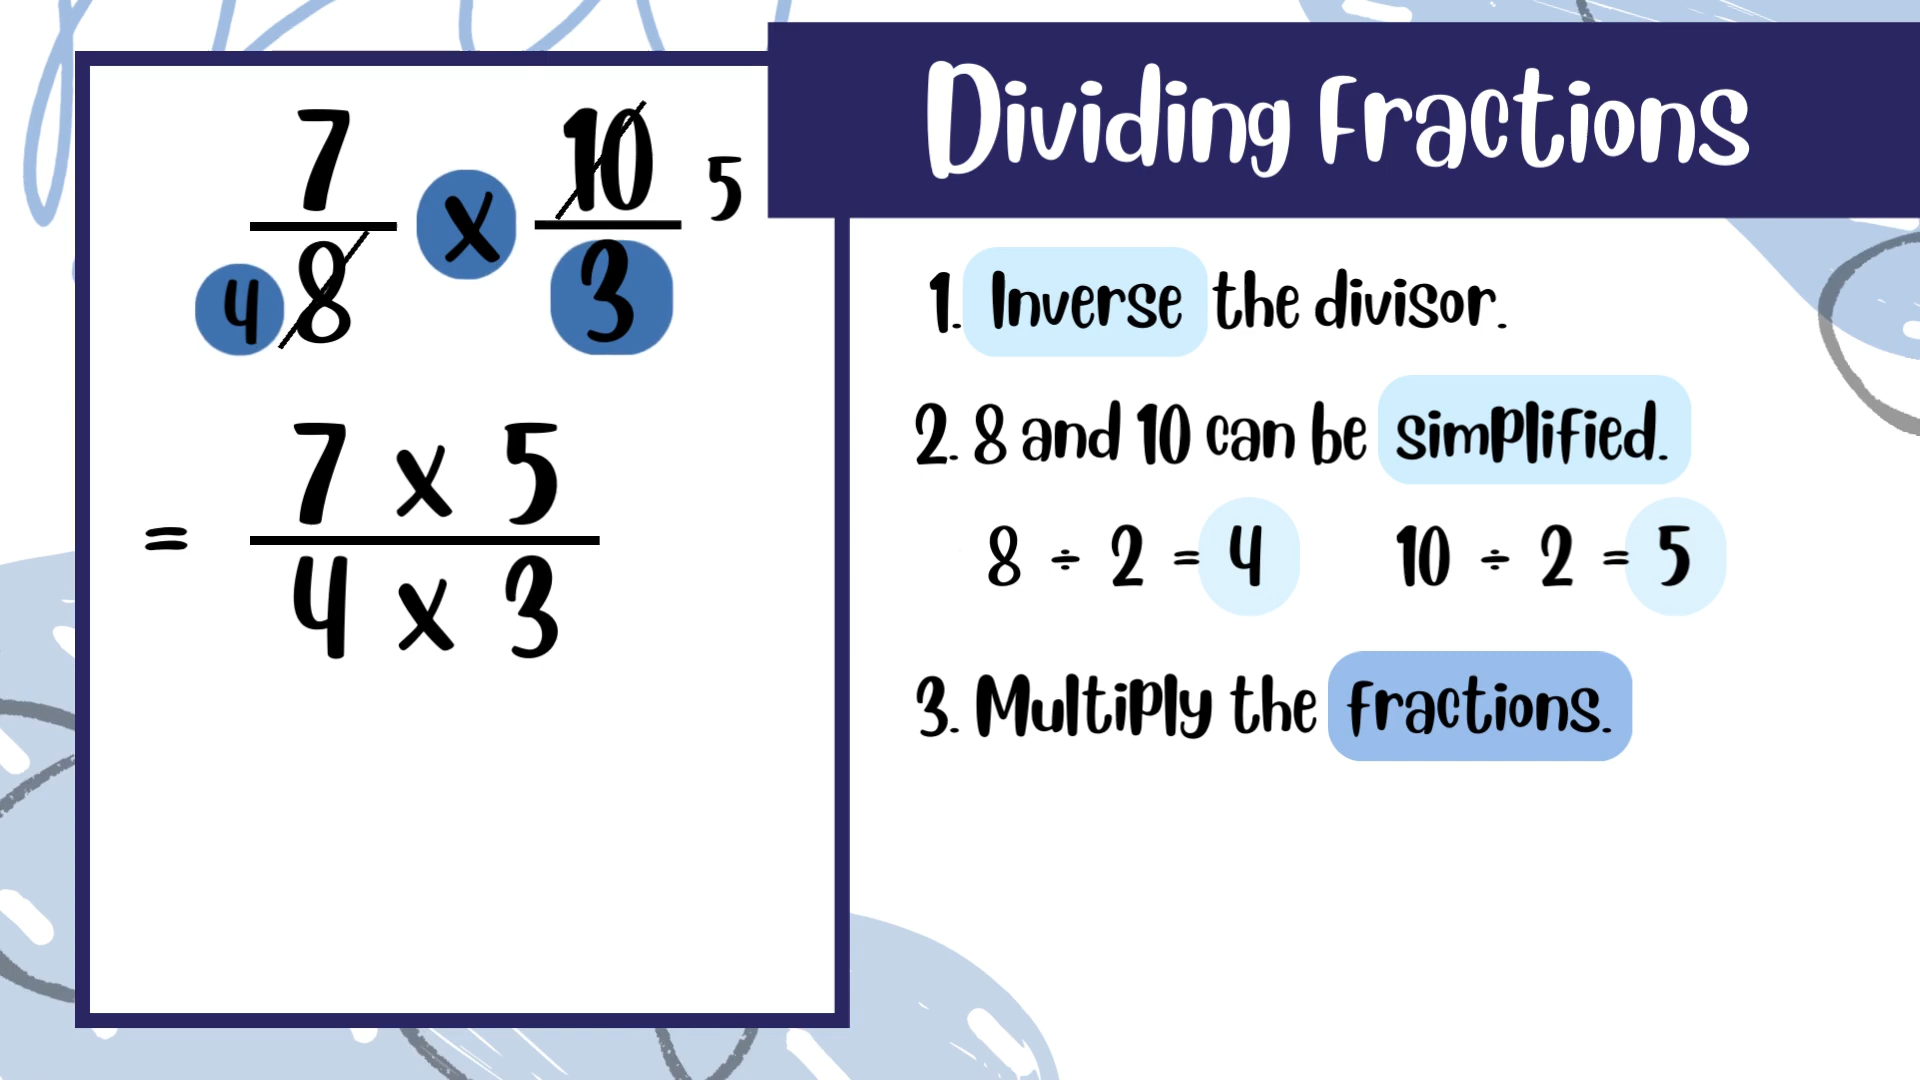 Dividing Fractions
7 x 10 5
4 8 3
= 7 x 5
4 x 3
1. Inverse the divisor.
2. 8 and 10 can be simplified.
8 ÷ 2 = 4 10 ÷ 2 = 5
3. Multiply the fractions.